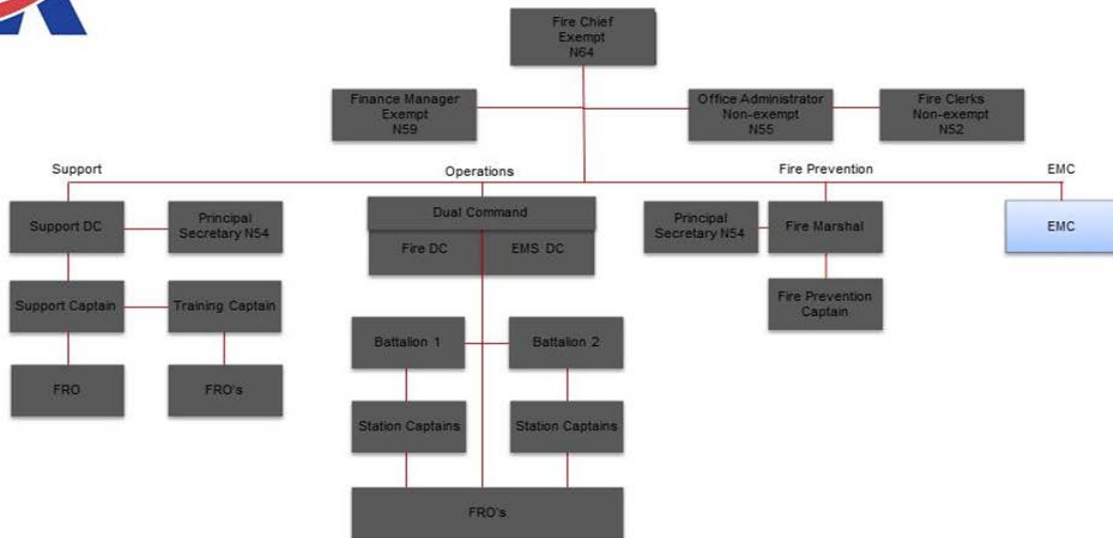 Fire Chief
Exempt
N64
Finance Manager
Exempt
N59
Office Administrator
Non-exempt
N55
Fire Clerks
Non-exempt
N52
Support
Operations
Fire Prevention
EMC
Support DC
Principal
Secretary N54
Dual Command
Fire DC
EMS DC
Principal
Secretary N54
Fire Marshal
EMC
Support Captain
Training Captain
Fire Prevention
Captain
Battalion 1
Battalion 2
FRO
FRO's
Station Captains
Station Captains
FRO's